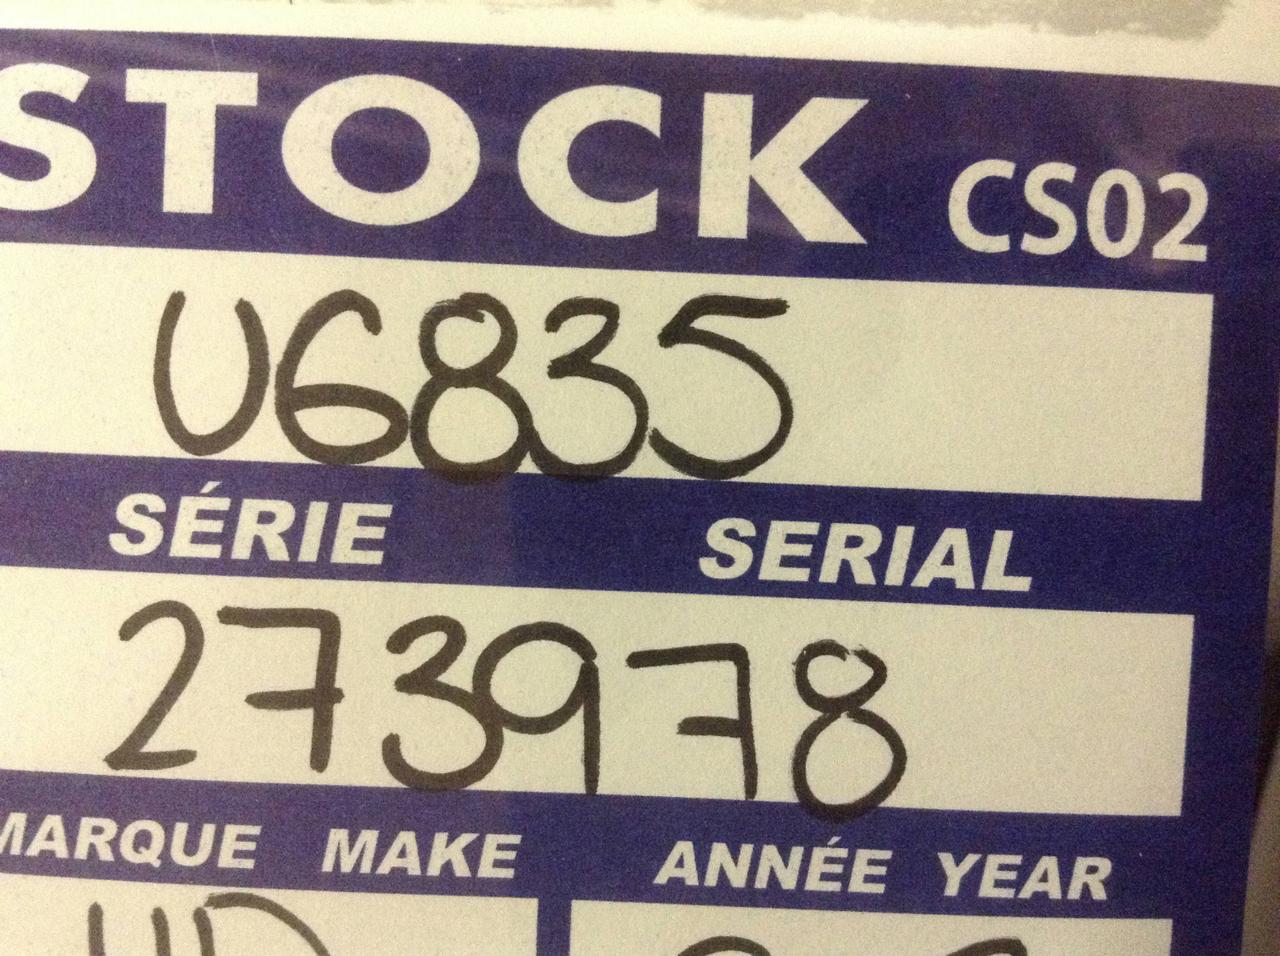 STOCK CS02
U6835
SÉRIE SERIAL
273978
MARQUE MAKE ANNÉE YEAR